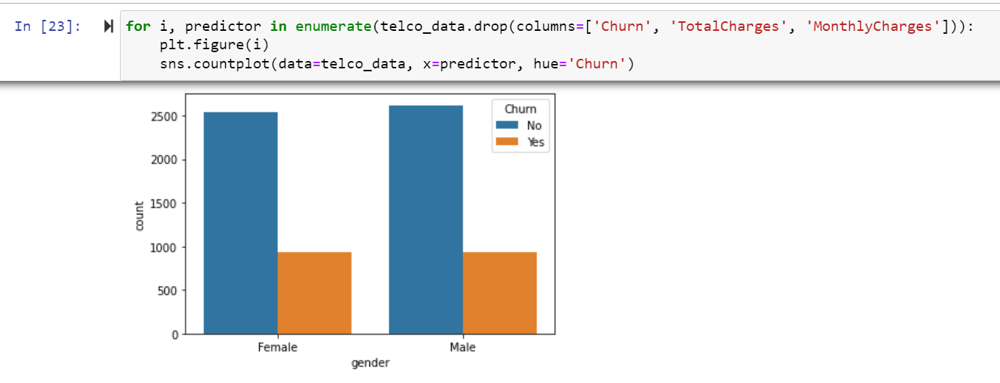 In [23]:
for i, predictor in enumerate(telco_data.drop(columns=['Churn', 'TotalCharges', 'MonthlyCharges'])):
plt.figure(i)
sns.countplot(data=telco_data, x=predictor, hue='Churn')
Churn
No
Yes
2500
2000
1500
1000
500
0
count
Female
Male
gender